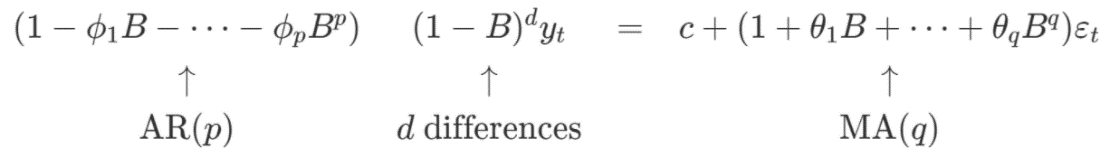 (1 − ϕ₁B − ⋯ − ϕₚBᵖ) (1 − B)ᵈyₜ = c + (1 + θ₁B + ⋯ + θ_qB^q)εₜ
↑ ↑ ↑
AR(p) d differences MA(q)